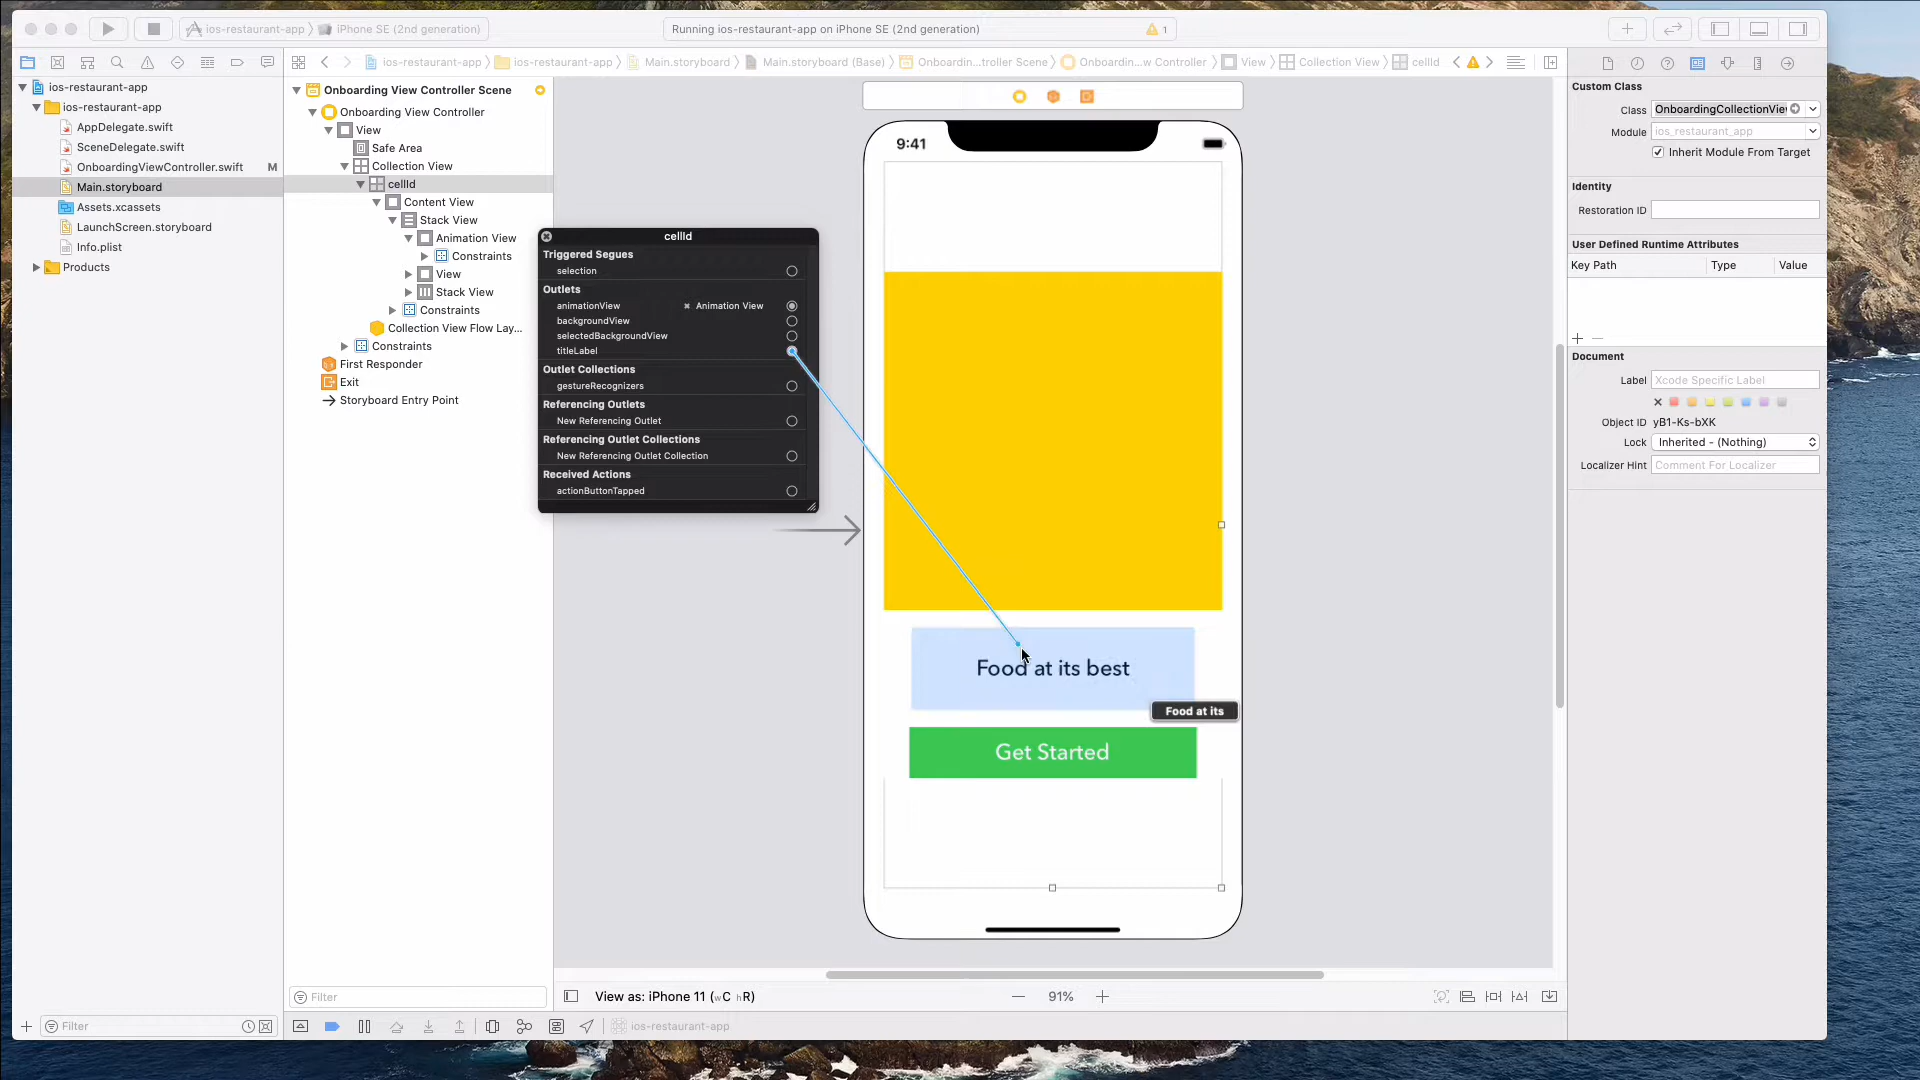 ios-restaurant-app
iPhone SE (2nd generation)
Running ios-restaurant-app on iPhone SE (2nd generation)
1
ios-restaurant-app
ios-restaurant-app
Main.storyboard
Main.storyboard (Base)
Onboardin...troller Scene
Onboardin...w Controller
View
Collection View
cellId
ios-restaurant-app
ios-restaurant-app
AppDelegate.swift
SceneDelegate.swift
OnboardingViewController.swift
M
Main.storyboard
Assets.xcassets
LaunchScreen.storyboard
Info.plist
Products
Filter
Onboarding View Controller Scene
Onboarding View Controller
View
Safe Area
Collection View
cellId
Content View
Stack View
Animation View
Constraints
View
Stack View
Constraints
Collection View Flow Lay...
Constraints
First Responder
Exit
Storyboard Entry Point
Filter
cellId
Triggered Segues
selection
Outlets
animationView
Animation View
backgroundView
selectedBackgroundView
titleLabel
Outlet Collections
gestureRecognizers
Referencing Outlets
New Referencing Outlet
Referencing Outlet Collections
New Referencing Outlet Collection
Received Actions
actionButtonTapped
9:41
Food at its best
Food at its
Get Started
View as: iPhone 11 (wC hR)
91%
ios-restaurant-app
Custom Class
Class
OnboardingCollectionVie
Module
ios_restaurant_app
Inherit Module From Target
Identity
Restoration ID
User Defined Runtime Attributes
Key Path
Type
Value
Document
Label
Xcode Specific Label
Object ID
yB1-Ks-bXK
Lock
Inherited - (Nothing)
Localizer Hint
Comment For Localizer